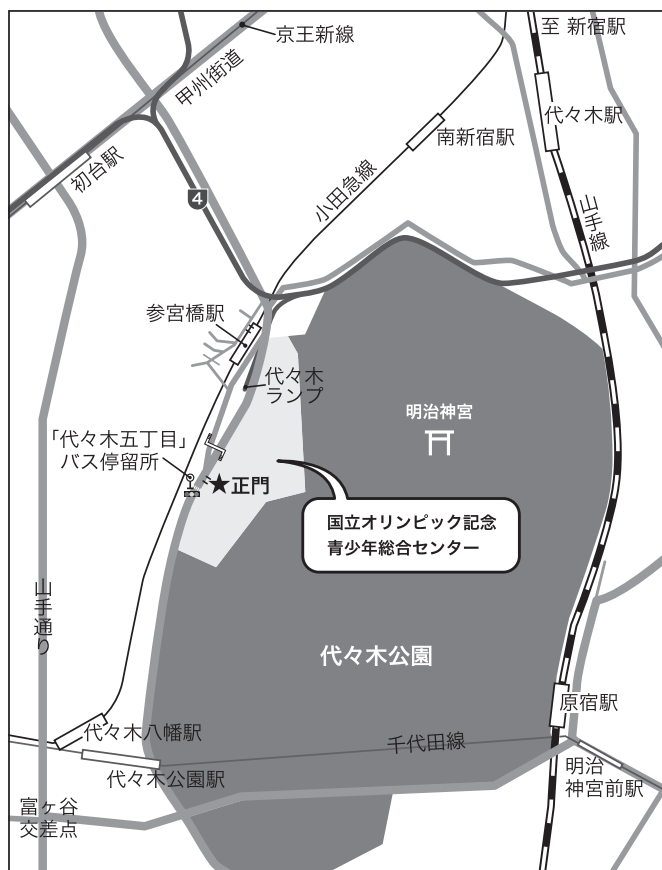 至 新宿駅
京王新線
甲州街道
代々木駅
南新宿駅
初台駅
小田急線
4
山手線
参宮橋駅
代々木
ランプ
明治神宮
「代々木五丁目」
バス停留所
★正門
国立オリンピック記念
青少年総合センター
山手通り
代々木公園
原宿駅
代々木八幡駅
千代田線
代々木公園駅
明治
神宮前駅
富ヶ谷
交差点